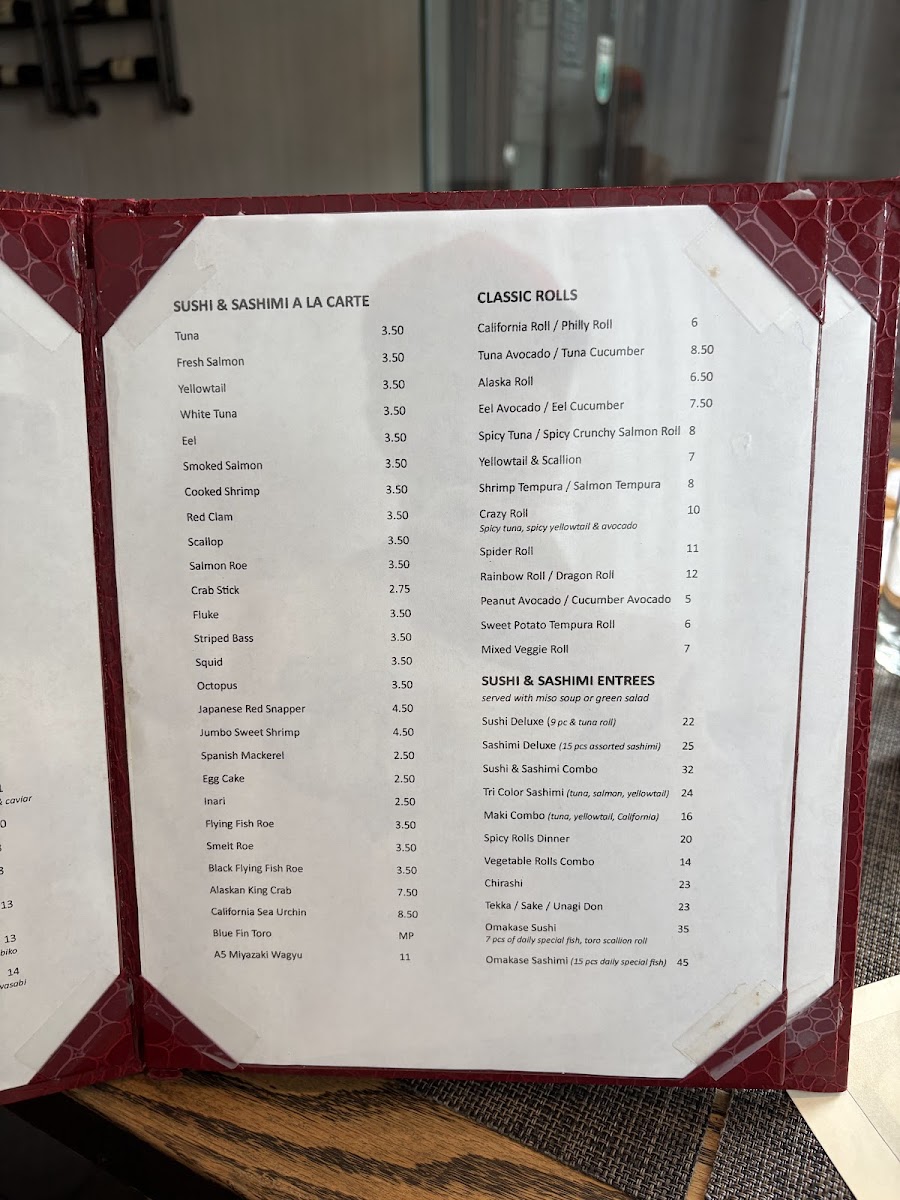 SUSHI & SASHIMI A LA CARTE
Tuna 3.50
Fresh Salmon 3.50
Yellowtail 3.50
White Tuna 3.50
Eel 3.50
Smoked Salmon 3.50
Cooked Shrimp 3.50
Red Clam 3.50
Scallop 3.50
Salmon Roe 3.50
Crab Stick 2.75
Fluke 3.50
Striped Bass 3.50
Squid 3.50
Octopus 3.50
Japanese Red Snapper 4.50
Jumbo Sweet Shrimp 4.50
Spanish Mackerel 2.50
Egg Cake 2.50
Inari 2.50
Flying Fish Roe 3.50
Smelt Roe 3.50
Black Flying Fish Roe 3.50
Alaskan King Crab 7.50
California Sea Urchin 8.50
Blue Fin Toro MP
A5 Miyazaki Wagyu 11
CLASSIC ROLLS
California Roll / Philly Roll 6
Tuna Avocado / Tuna Cucumber 8.50
Alaska Roll 6.50
Eel Avocado / Eel Cucumber 7.50
Spicy Tuna / Spicy Crunchy Salmon Roll 8
Yellowtail & Scallion 7
Shrimp Tempura / Salmon Tempura 8
Crazy Roll 10
Spicy tuna, spicy yellowtail & avocado
Spider Roll 11
Rainbow Roll / Dragon Roll 12
Peanut Avocado / Cucumber Avocado 5
Sweet Potato Tempura Roll 6
Mixed Veggie Roll 7
SUSHI & SASHIMI ENTREES
served with miso soup or green salad
Sushi Deluxe (9 pc & tuna roll) 22
Sashimi Deluxe (15 pcs assorted sashimi) 25
Sushi & Sashimi Combo 32
Tri Color Sashimi (tuna, salmon, yellowtail) 24
Maki Combo (tuna, yellowtail, California) 16
Spicy Rolls Dinner 20
Vegetable Rolls Combo 14
Chirashi 23
Tekka / Sake / Unagi Don 23
Omakase Sushi 35
7 pcs of daily special fish, toro scallion roll
Omakase Sashimi (15 pcs daily special fish) 45
& caviar
13
13
14